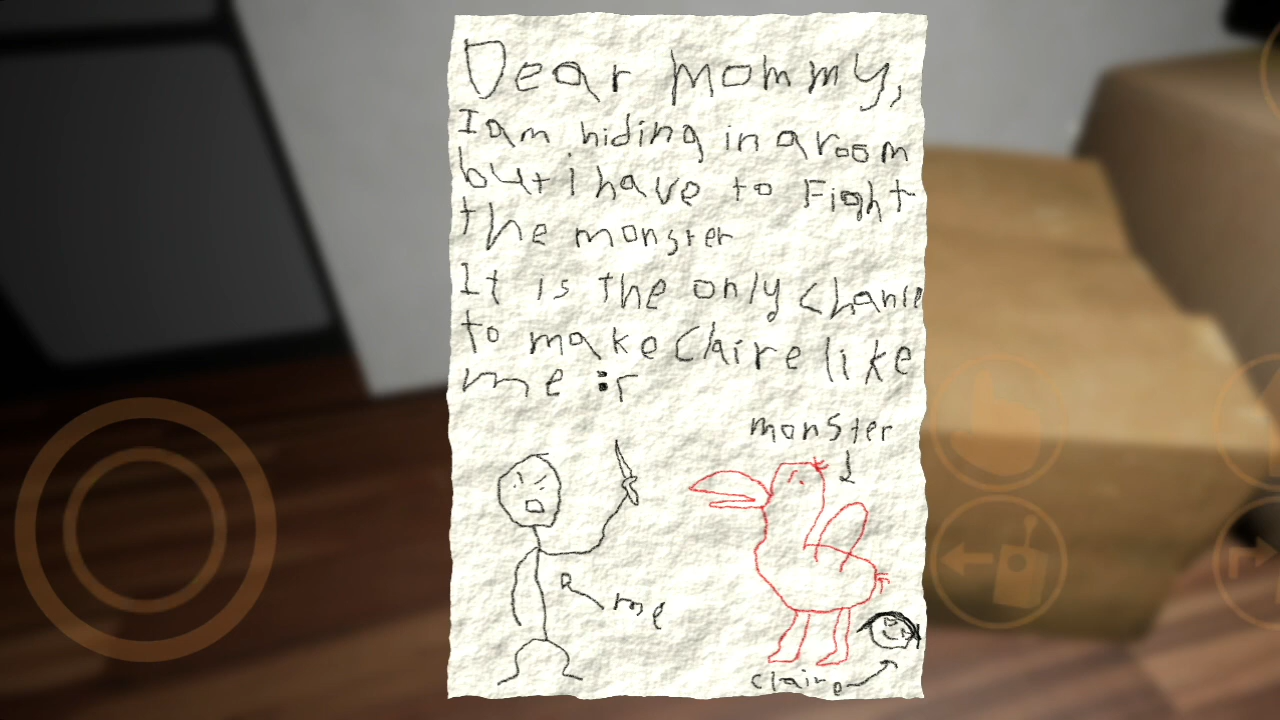 Dear Mommy,
I am hiding in a room
but i have to Fight
the monster
It is the only chance
to make Claire like
me :r
monster
me
claire